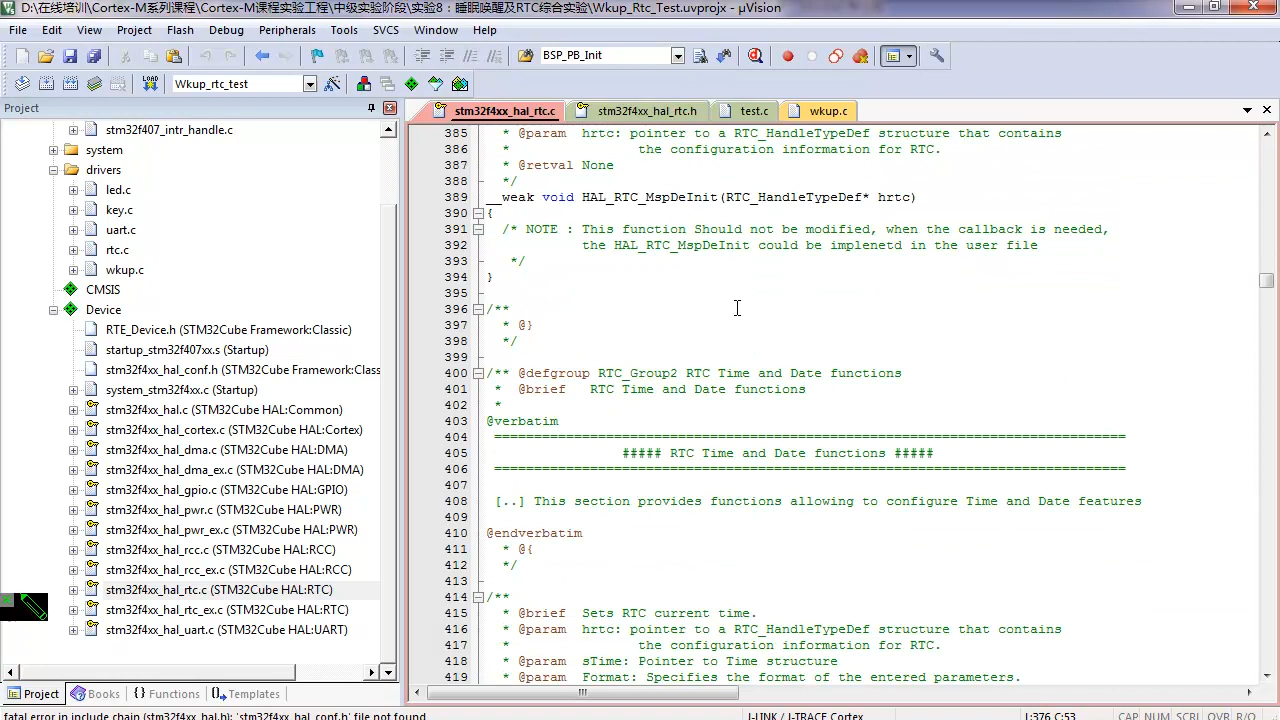 D:\在线培训\Cortex-M系列课程\Cortex-M课程实验工程\中级实验阶段\实验8：睡眠唤醒及RTC综合实验\Wkup_Rtc_Test.uvprojx - µVision
File Edit View Project Flash Debug Peripherals Tools SVCS Window Help
BSP_PB_Init
LOAD Wkup_rtc_test
Project
stm32f4xx_hal_rtc.c stm32f4xx_hal_rtc.h test.c wkup.c
stm32f407_intr_handle.c
system
drivers
led.c
key.c
uart.c
rtc.c
wkup.c
CMSIS
Device
RTE_Device.h (STM32Cube Framework:Classic)
startup_stm32f407xx.s (Startup)
stm32f4xx_hal_conf.h (STM32Cube Framework:Class
system_stm32f4xx.c (Startup)
stm32f4xx_hal.c (STM32Cube HAL:Common)
stm32f4xx_hal_cortex.c (STM32Cube HAL:Cortex)
stm32f4xx_hal_dma.c (STM32Cube HAL:DMA)
stm32f4xx_hal_dma_ex.c (STM32Cube HAL:DMA)
stm32f4xx_hal_gpio.c (STM32Cube HAL:GPIO)
stm32f4xx_hal_pwr.c (STM32Cube HAL:PWR)
stm32f4xx_hal_pwr_ex.c (STM32Cube HAL:PWR)
stm32f4xx_hal_rcc.c (STM32Cube HAL:RCC)
stm32f4xx_hal_rcc_ex.c (STM32Cube HAL:RCC)
stm32f4xx_hal_rtc.c (STM32Cube HAL:RTC)
stm32f4xx_hal_rtc_ex.c (STM32Cube HAL:RTC)
stm32f4xx_hal_uart.c (STM32Cube HAL:UART)
Project Books {} Functions Templates
385 * @param hrtc: pointer to a RTC_HandleTypeDef structure that contains
386 * the configuration information for RTC.
387 * @retval None
388 */
389 __weak void HAL_RTC_MspDeInit(RTC_HandleTypeDef* hrtc)
390 {
391 /* NOTE : This function Should not be modified, when the callback is needed,
392 the HAL_RTC_MspDeInit could be implenetd in the user file
393 */
394 }
395
396 /**
397 * @}
398 */
399
400 /** @defgroup RTC_Group2 RTC Time and Date functions
401 * @brief RTC Time and Date functions
402 *
403 @verbatim
404 ===============================================================================
405 ##### RTC Time and Date functions #####
406 ===============================================================================
407
408 [..] This section provides functions allowing to configure Time and Date features
409
410 @endverbatim
411 * @{
412 */
413
414 /**
415 * @brief Sets RTC current time.
416 * @param hrtc: pointer to a RTC_HandleTypeDef structure that contains
417 * the configuration information for RTC.
418 * @param sTime: Pointer to Time structure
419 * @param Format: Specifies the format of the entered parameters.
fatal error in include chain (stm32f4xx_hal.h): 'stm32f4xx_hal_conf.h' file not found J-LINK / J-TRACE Cortex L:376 C:53 CAP NUM SCRL OVR R/O